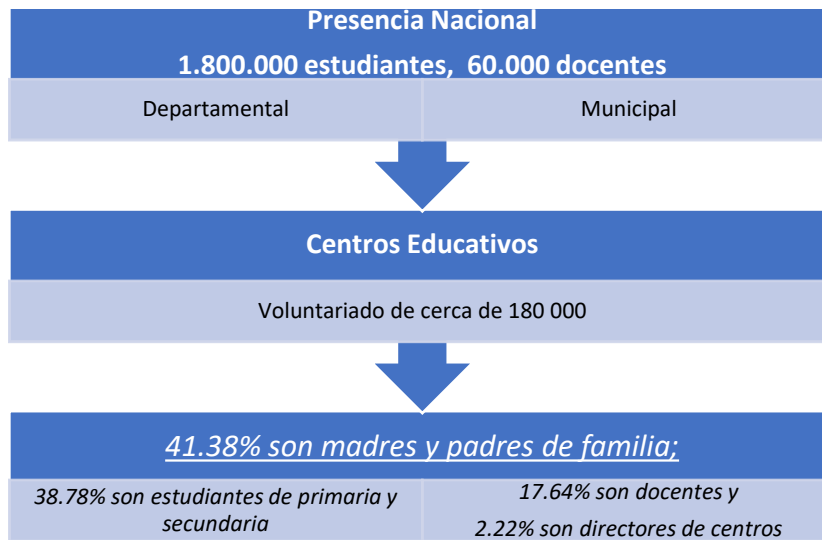 Presencia Nacional
1.800.000 estudiantes, 60.000 docentes
Departamental
Municipal
Centros Educativos
Voluntariado de cerca de 180 000
41.38% son madres y padres de familia;
38.78% son estudiantes de primaria y
secundaria
17.64% son docentes y
2.22% son directores de centros